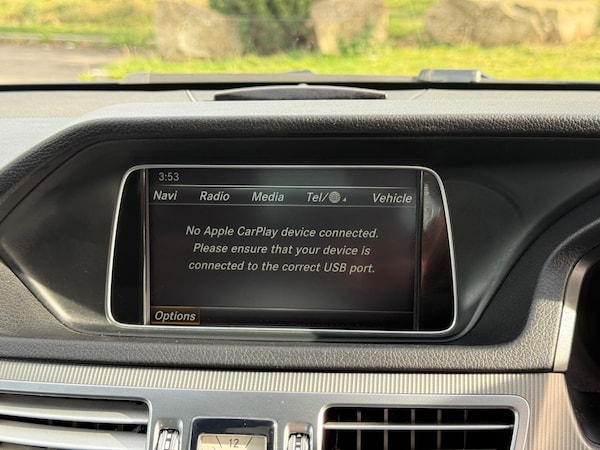 3:53
Navi Radio Media Tel/ Vehicle
No Apple CarPlay device connected.
Please ensure that your device is
connected to the correct USB port.
Options
12